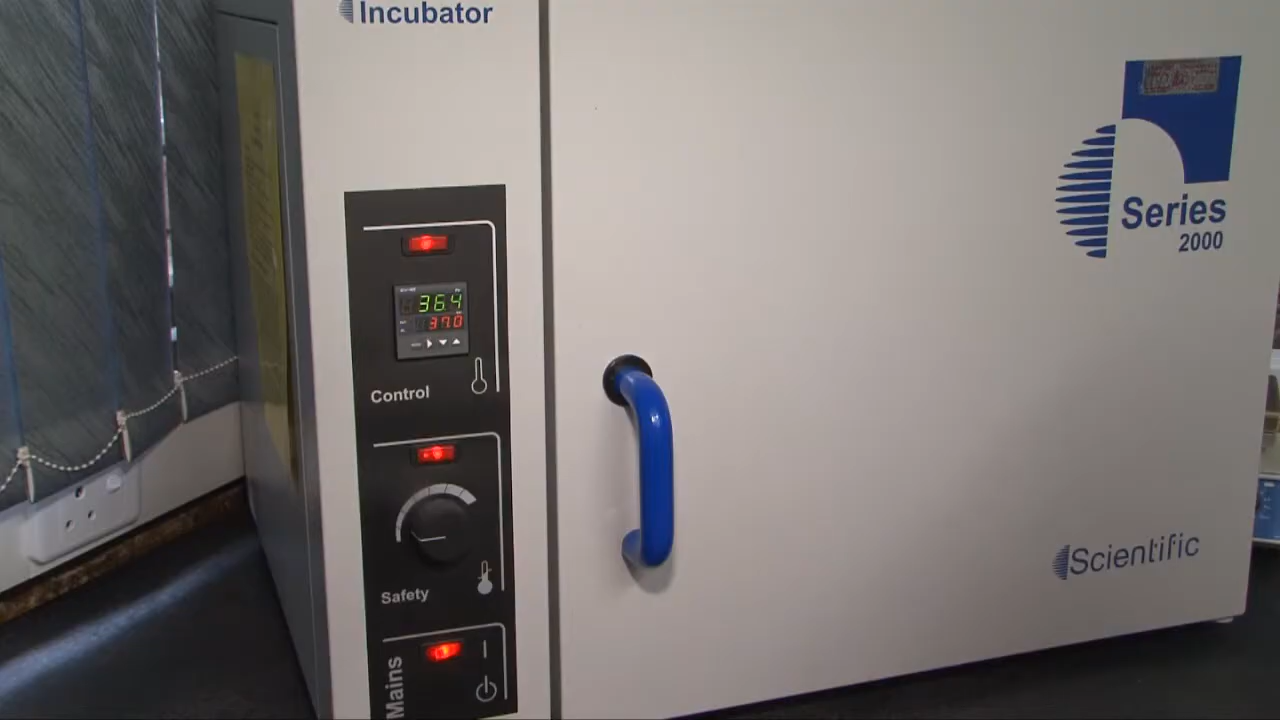 Incubator
Series
2000
36.4
37.0
Control
Safety
Mains
Scientific